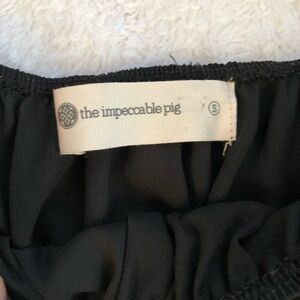 the impeccable pig S